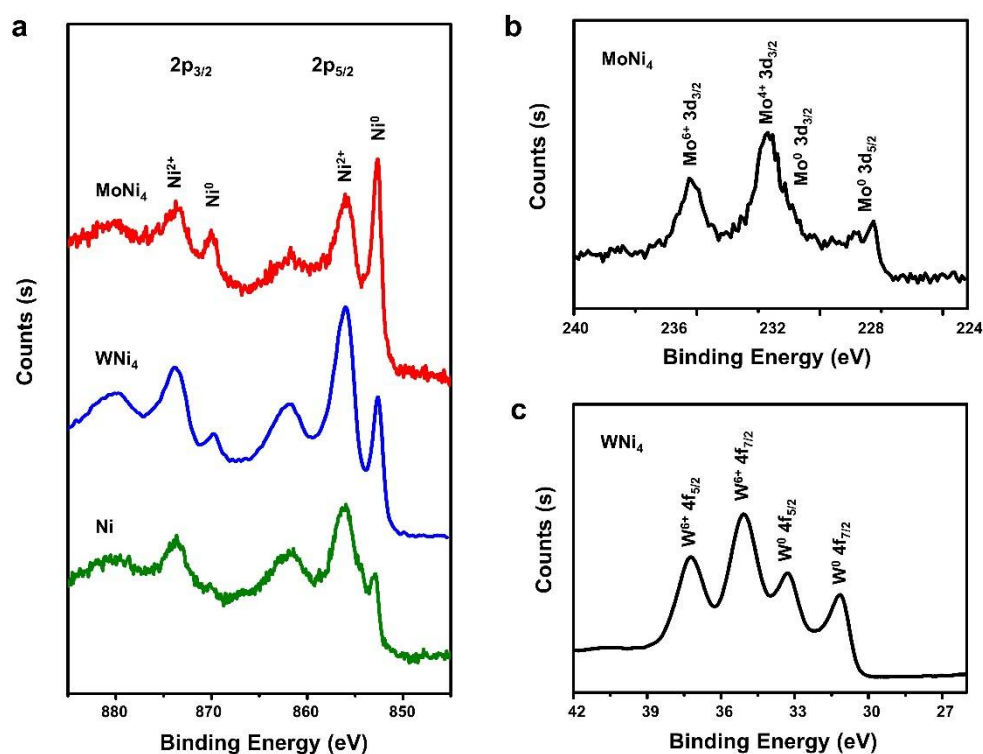 a
2p3/2 2p5/2
MoNi4
Ni2+
Ni0
Ni2+
Ni0
WNi4
Ni
Counts (s)
880 870 860 850
Binding Energy (eV)
b
MoNi4
Mo6+ 3d3/2
Mo4+ 3d3/2
Mo0 3d3/2
Mo0 3d5/2
Counts (s)
240 235 232 228 224
Binding Energy (eV)
c
WNi4
W6+ 4f5/2
W6+ 4f7/2
W0 4f5/2
W0 4f7/2
Counts (s)
42 39 36 33 30 27
Binding Energy (eV)